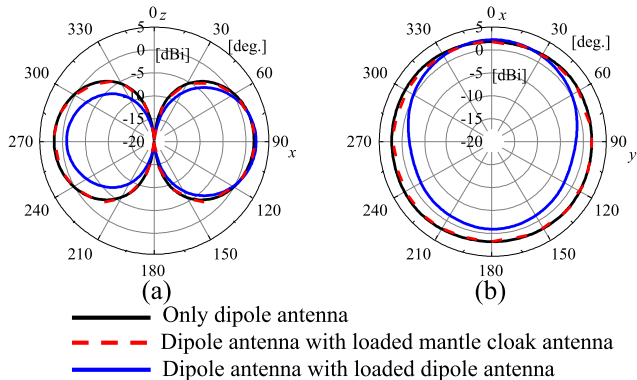 0 z
0 x
330
5
30
[deg.]
330
5
30
[deg.]
0
[dBi]
0
[dBi]
300
-5
60
300
-5
60
-10
-10
-15
-15
270
-20
90
x
270
-20
90
y
240
120
240
120
210
150
210
150
180
180
(a)
(b)
Only dipole antenna
Dipole antenna with loaded mantle cloak antenna
Dipole antenna with loaded dipole antenna